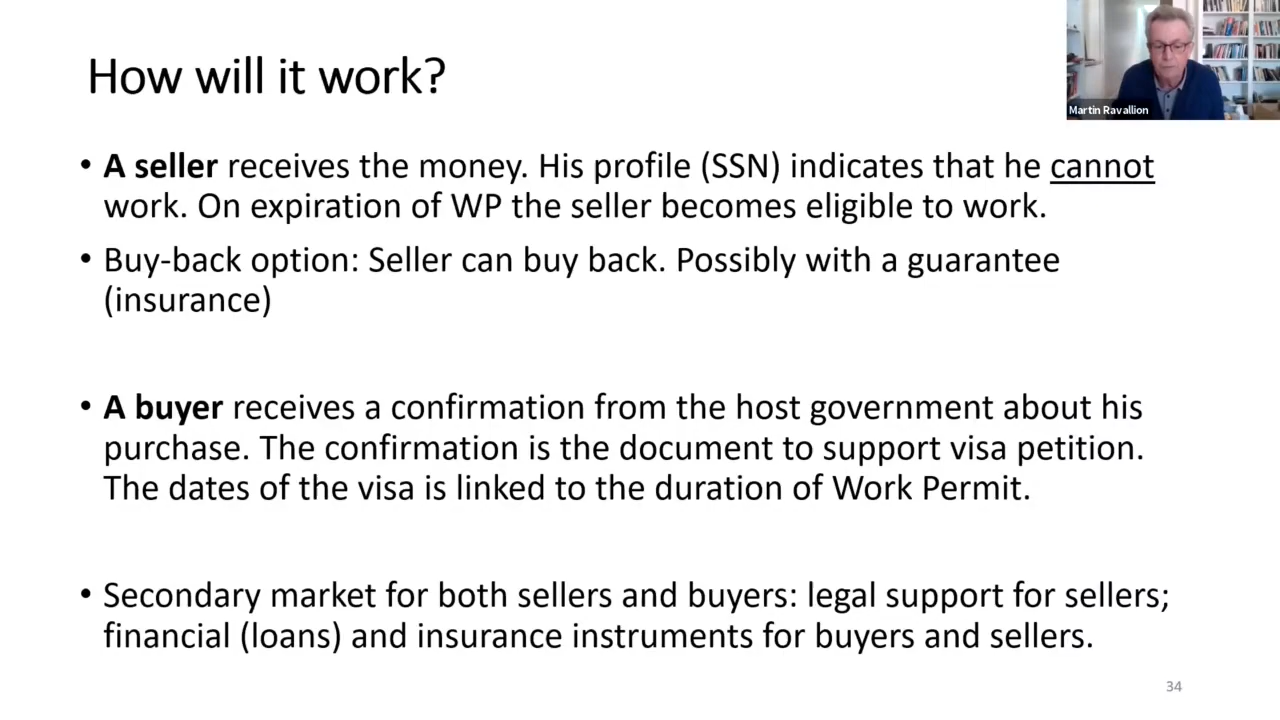 How will it work?
Martin Ravallion
• A seller receives the money. His profile (SSN) indicates that he cannot
work. On expiration of WP the seller becomes eligible to work.
• Buy-back option: Seller can buy back. Possibly with a guarantee
(insurance)
• A buyer receives a confirmation from the host government about his
purchase. The confirmation is the document to support visa petition.
The dates of the visa is linked to the duration of Work Permit.
• Secondary market for both sellers and buyers: legal support for sellers;
financial (loans) and insurance instruments for buyers and sellers.
34